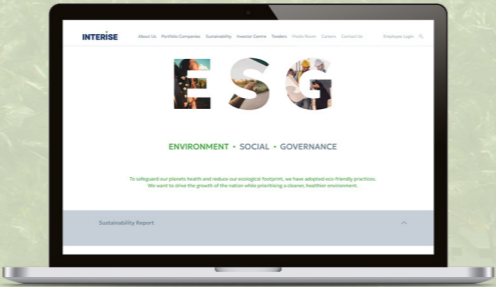 INTERISE
About Us Portfolio Companies Sustainability Investor Centre Tenders Media Room Careers Contact Us Employee Login
ESG
ENVIRONMENT • SOCIAL • GOVERNANCE
To safeguard our planets health and reduce our ecological footprint, we have adopted eco-friendly practices.
We want to drive the growth of the nation while prioritising a cleaner, healthier environment.
Sustainability Report